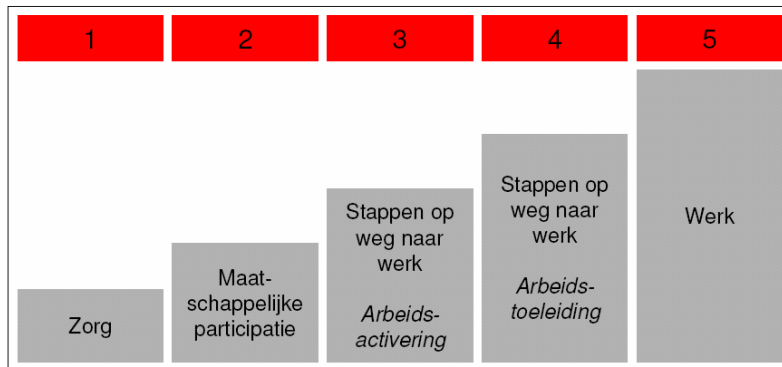 1
2
3
4
5
Zorg
Maat-
schappelijke
participatie
Stappen op
weg naar
werk
Arbeids-
activering
Stappen op
weg naar
werk
Arbeids-
toeleiding
Werk